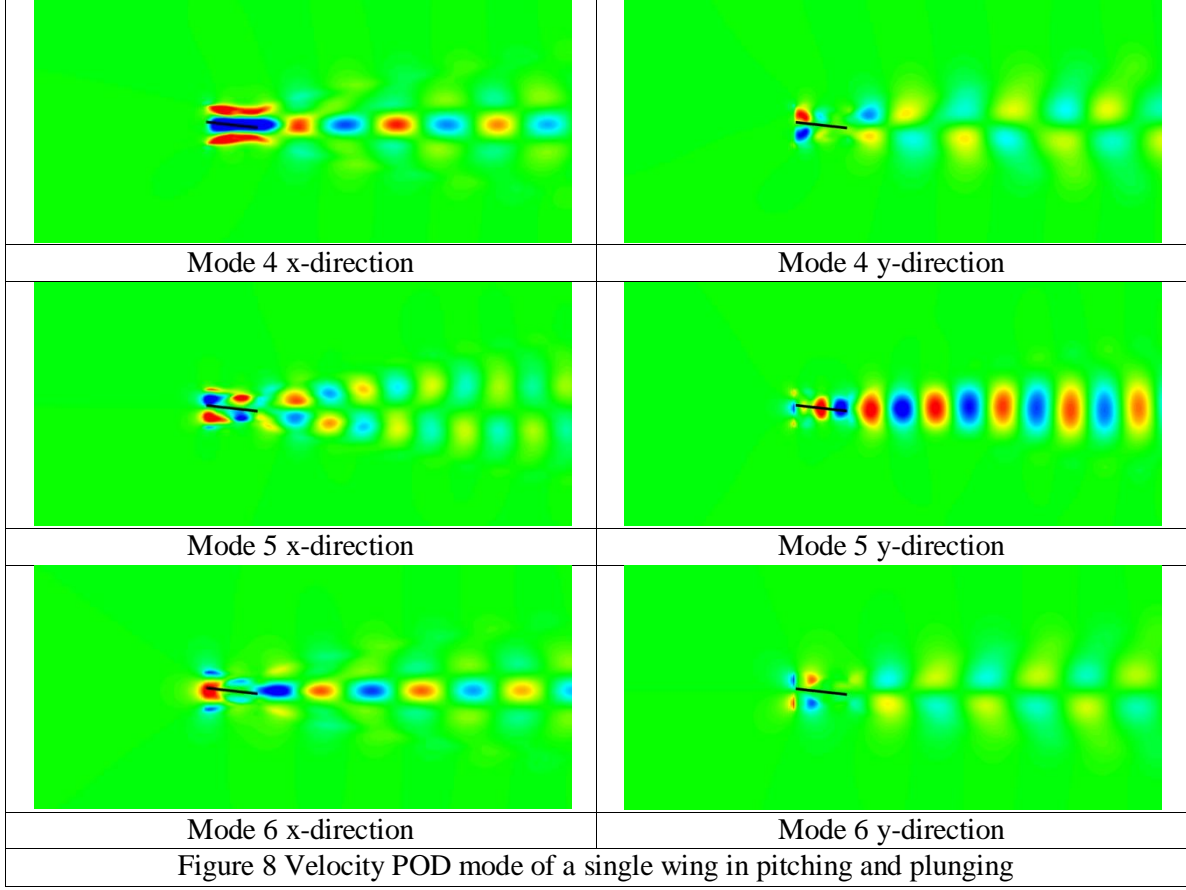 Mode 4 x-direction
Mode 4 y-direction
Mode 5 x-direction
Mode 5 y-direction
Mode 6 x-direction
Mode 6 y-direction
Figure 8 Velocity POD mode of a single wing in pitching and plunging